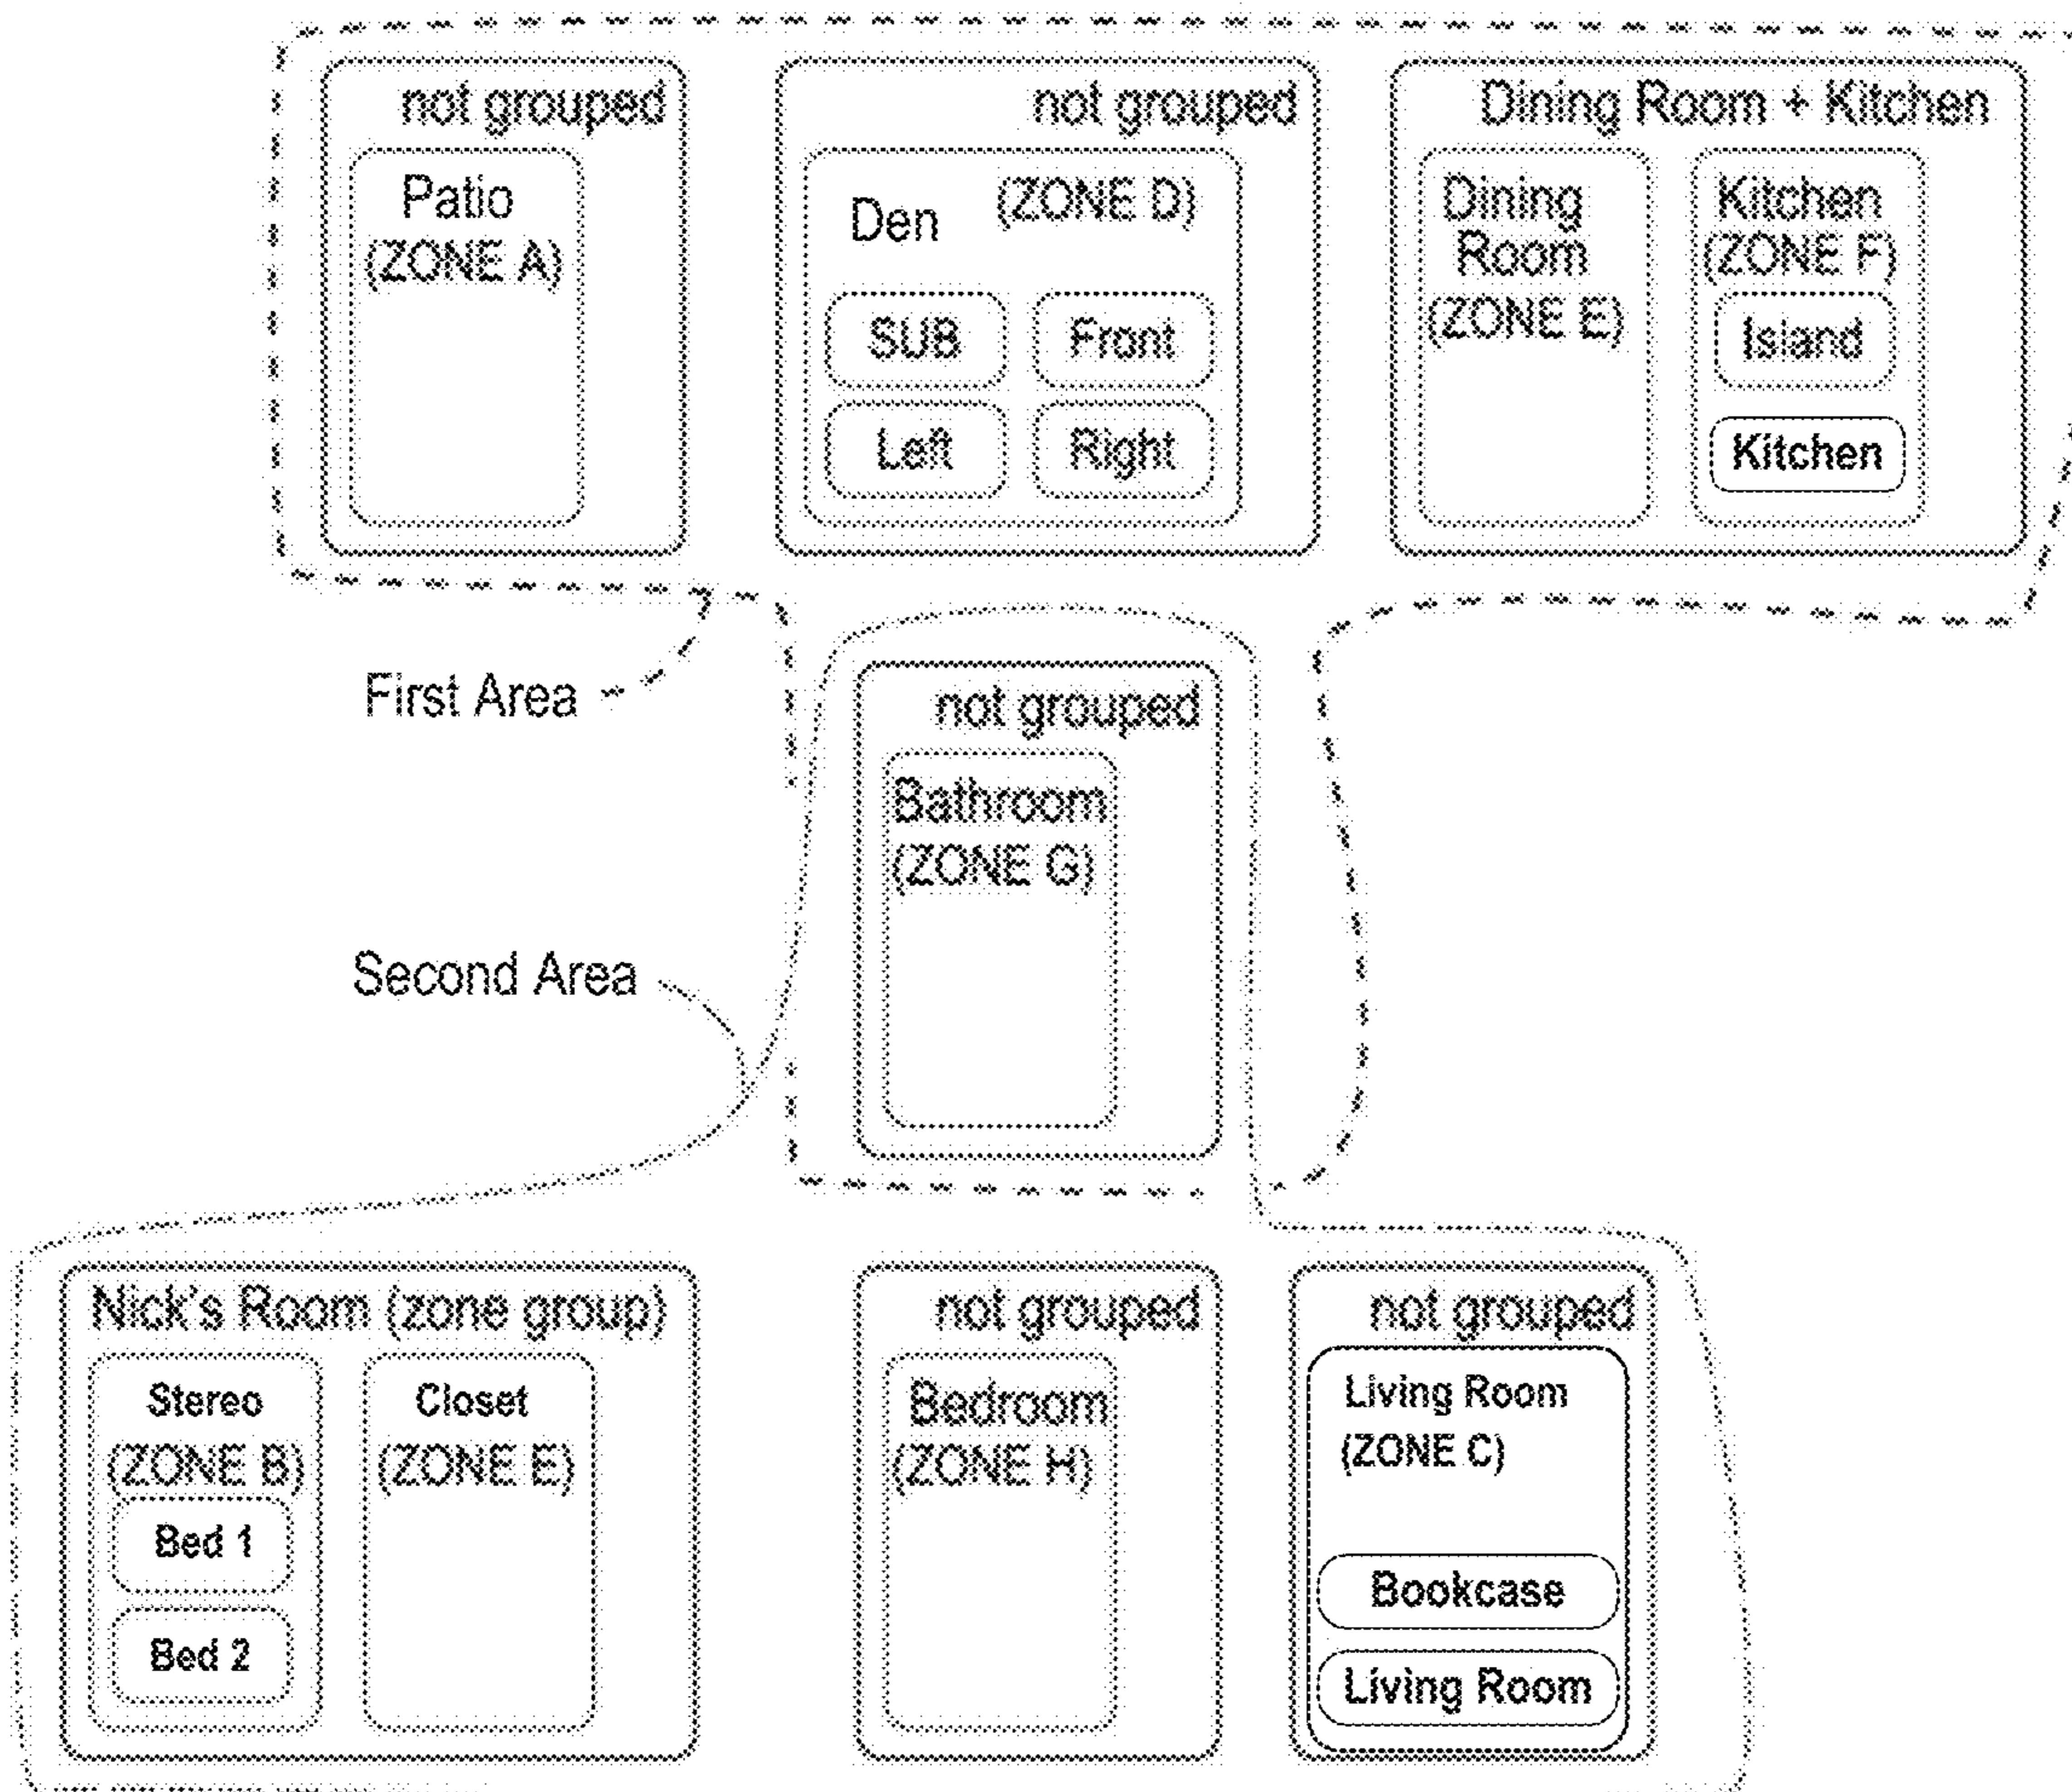 not grouped
Patio
(ZONE A)
not grouped
Den
(ZONE D)
SUB
Front
Left
Right
Dining Room + Kitchen
Dining
Room
(ZONE E)
Kitchen
(ZONE F)
Island
Kitchen
First Area
not grouped
Bathroom
(ZONE G)
Second Area
Nick's Room (zone group)
Stereo
(ZONE B)
Bed 1
Bed 2
Closet
(ZONE E)
not grouped
Bedroom
(ZONE H)
not grouped
Living Room
(ZONE C)
Bookcase
Living Room